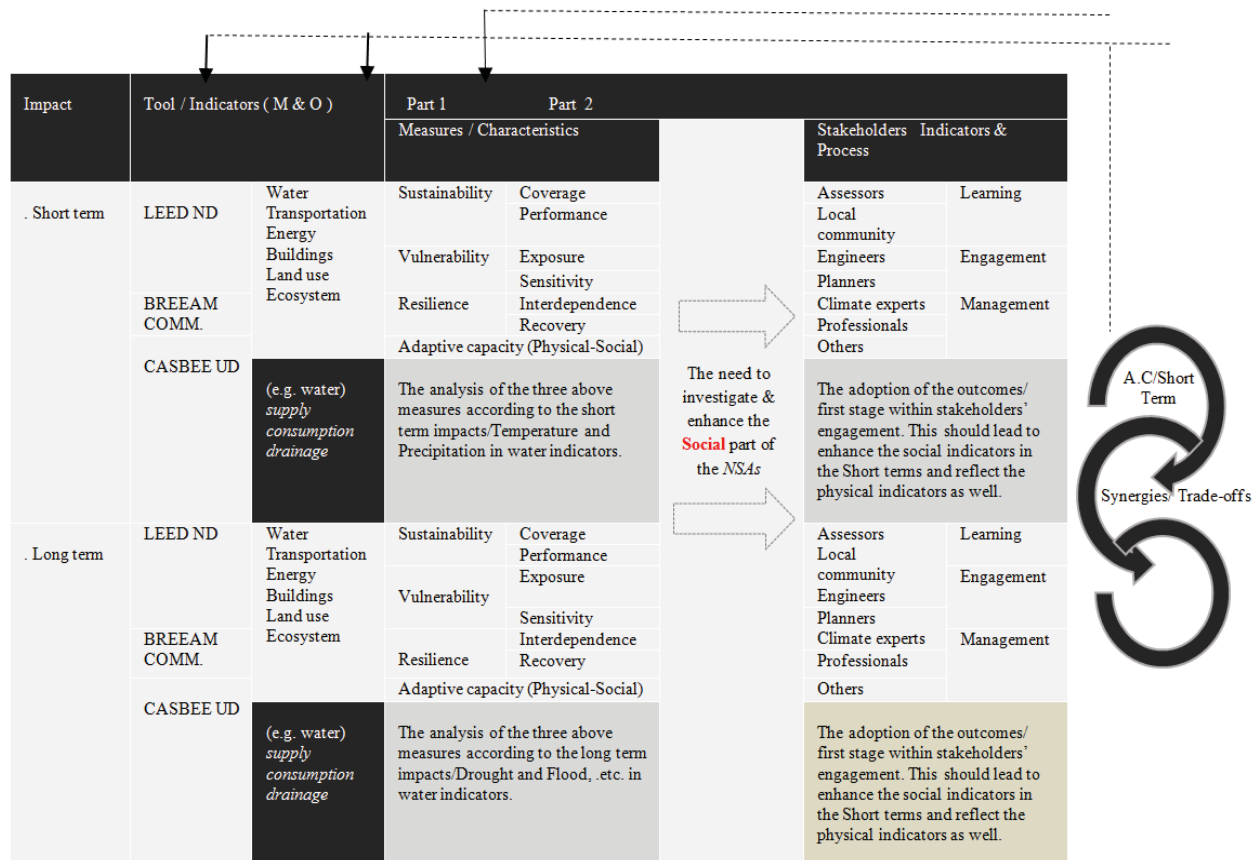 Impact
Tool / Indicators ( M & O )
Part 1
Part 2
Measures / Characteristics
Stakeholders Indicators &
Process
. Short term
LEED ND
BREEAM
COMM.
CASBEE UD
Water
Transportation
Energy
Buildings
Land use
Ecosystem
Sustainability
Coverage
Performance
Vulnerability
Exposure
Sensitivity
Resilience
Interdependence
Recovery
Adaptive capacity (Physical-Social)
Assessors
Local
community
Engineers
Planners
Climate experts
Professionals
Others
Learning
Engagement
Management
(e.g. water)
supply
consumption
drainage
The analysis of the three above
measures according to the short
term impacts/Temperature and
Precipitation in water indicators.
The need to
investigate &
enhance the
Social part of
the NSAs
The adoption of the outcomes/
first stage within stakeholders’
engagement. This should lead to
enhance the social indicators in
the Short terms and reflect the
physical indicators as well.
A.C/Short
Term
Synergies/ Trade-offs
. Long term
LEED ND
BREEAM
COMM.
CASBEE UD
Water
Transportation
Energy
Buildings
Land use
Ecosystem
Sustainability
Coverage
Performance
Vulnerability
Exposure
Sensitivity
Resilience
Interdependence
Recovery
Adaptive capacity (Physical-Social)
Assessors
Local
community
Engineers
Planners
Climate experts
Professionals
Others
Learning
Engagement
Management
(e.g. water)
supply
consumption
drainage
The analysis of the three above
measures according to the long term
impacts/Drought and Flood, .etc. in
water indicators.
The adoption of the outcomes/
first stage within stakeholders’
engagement. This should lead to
enhance the social indicators in
the Short terms and reflect the
physical indicators as well.